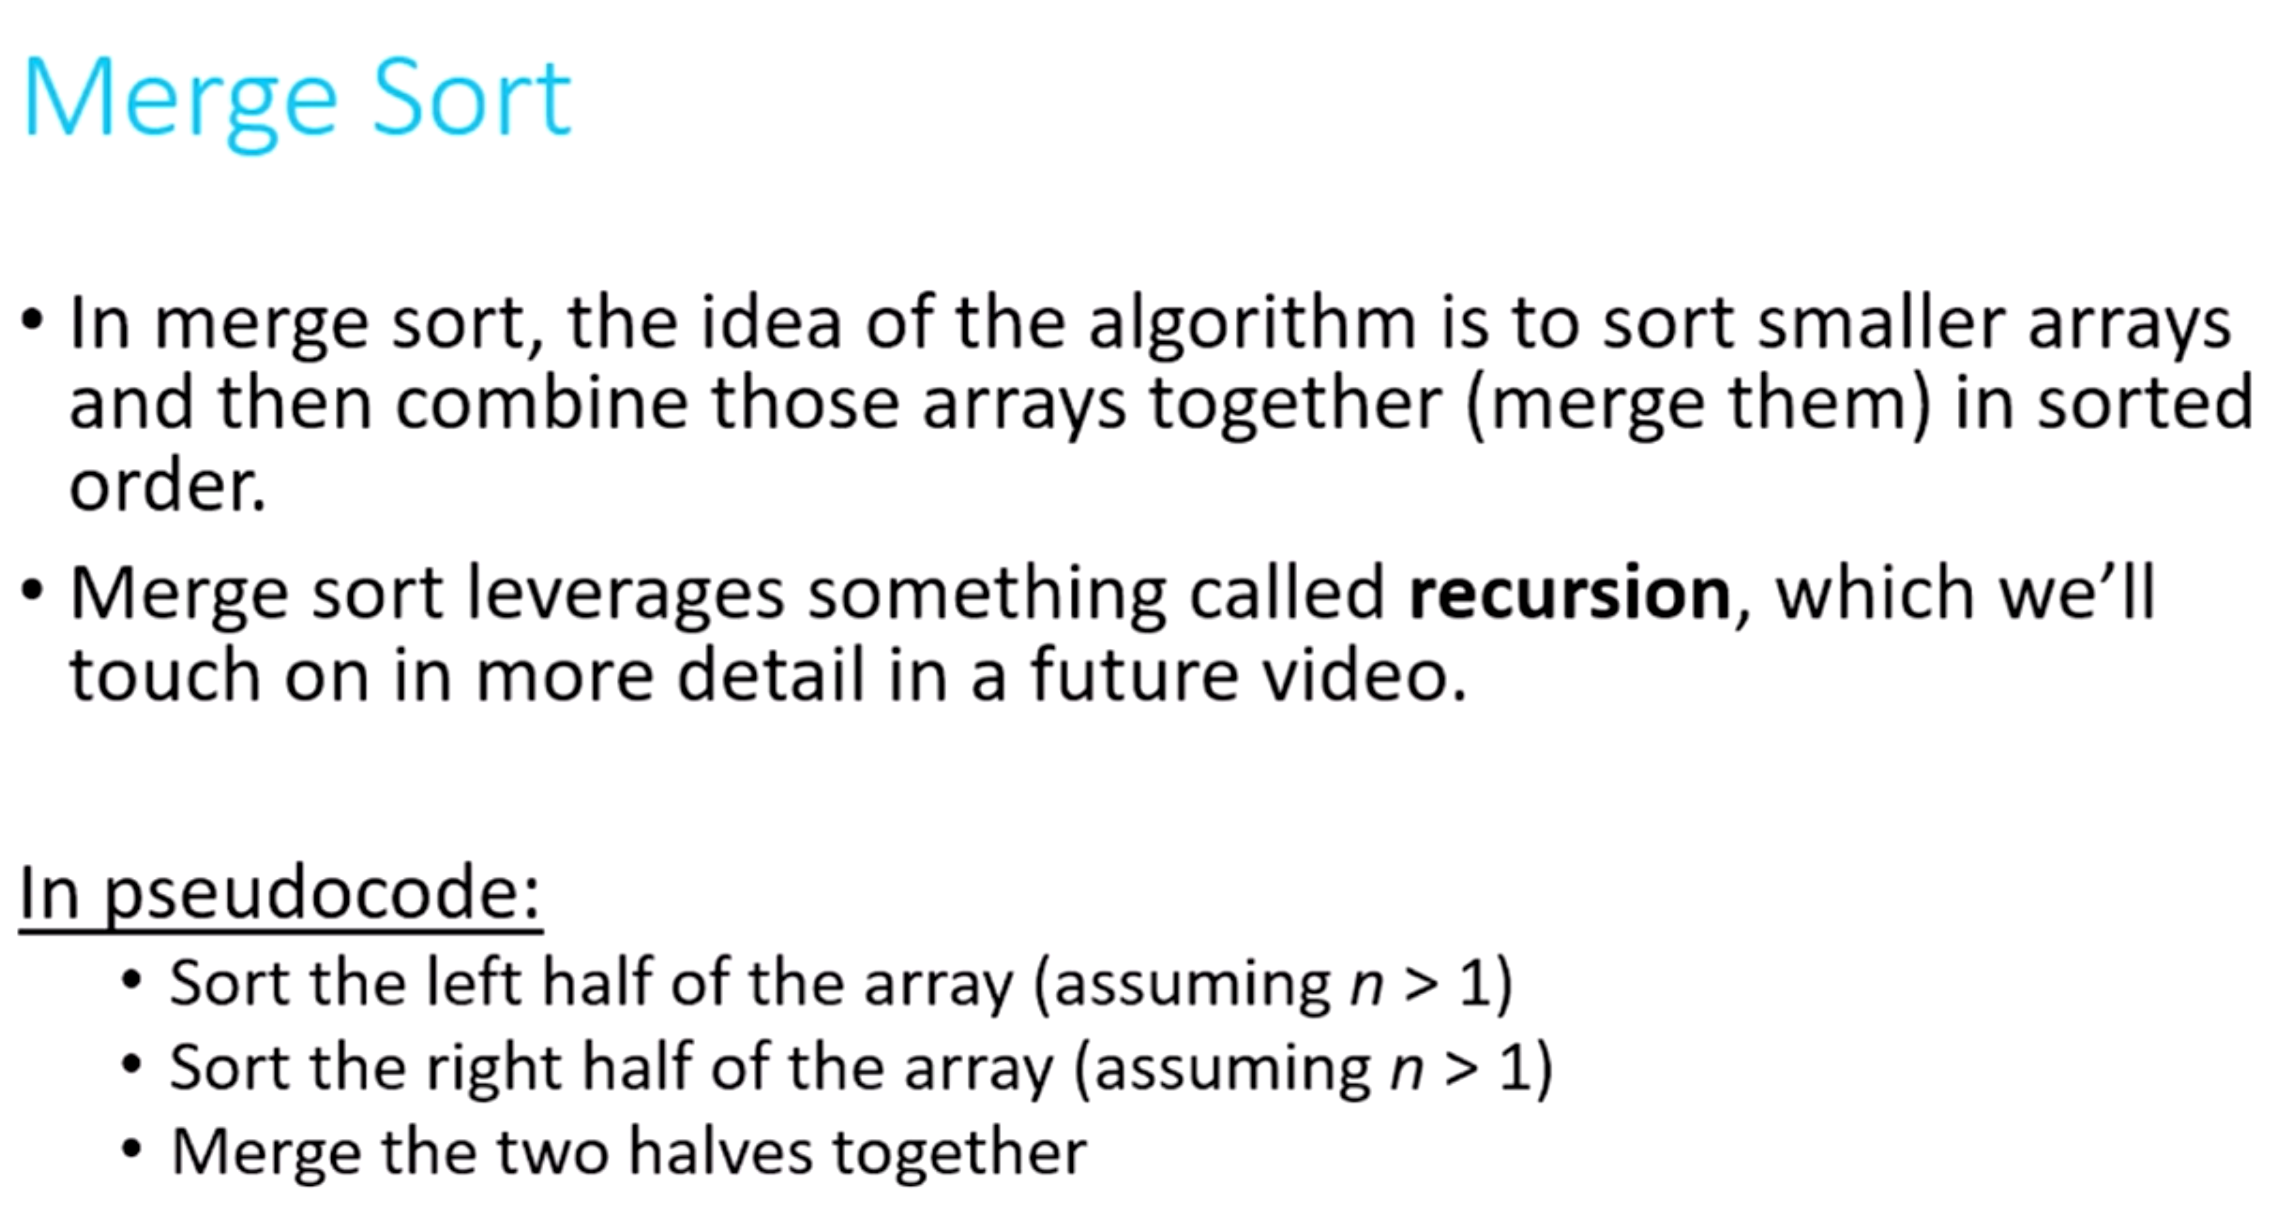 Merge Sort
• In merge sort, the idea of the algorithm is to sort smaller arrays
and then combine those arrays together (merge them) in sorted
order.
• Merge sort leverages something called recursion, which we’ll
touch on in more detail in a future video.
In pseudocode:
• Sort the left half of the array (assuming n > 1)
• Sort the right half of the array (assuming n > 1)
• Merge the two halves together